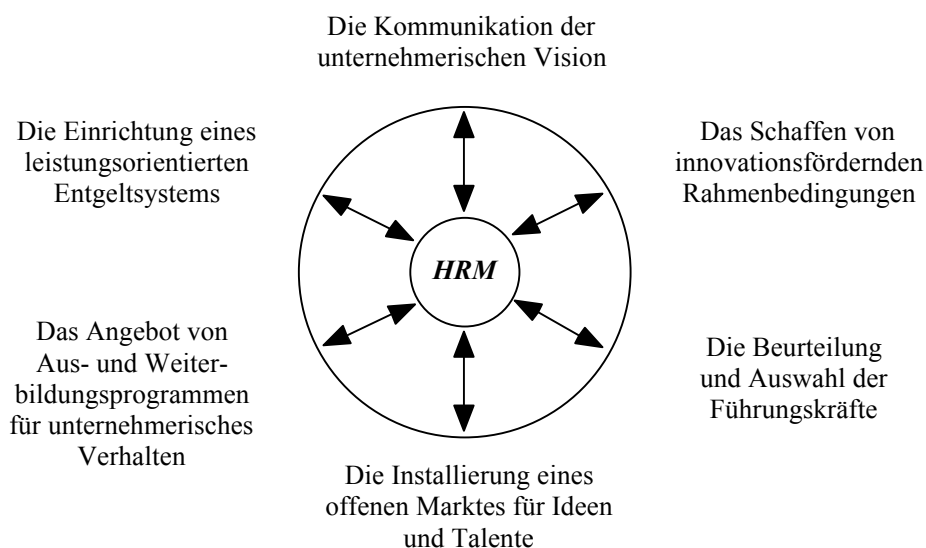 Die Kommunikation der
unternehmerischen Vision
Die Einrichtung eines
leistungsorientierten
Entgeltsystems
Das Schaffen von
innovationsfördernden
Rahmenbedingungen
HRM
Das Angebot von
Aus- und Weiter-
bildungsprogrammen
für unternehmerisches
Verhalten
Die Beurteilung
und Auswahl der
Führungskräfte
Die Installierung eines
offenen Marktes für Ideen
und Talente